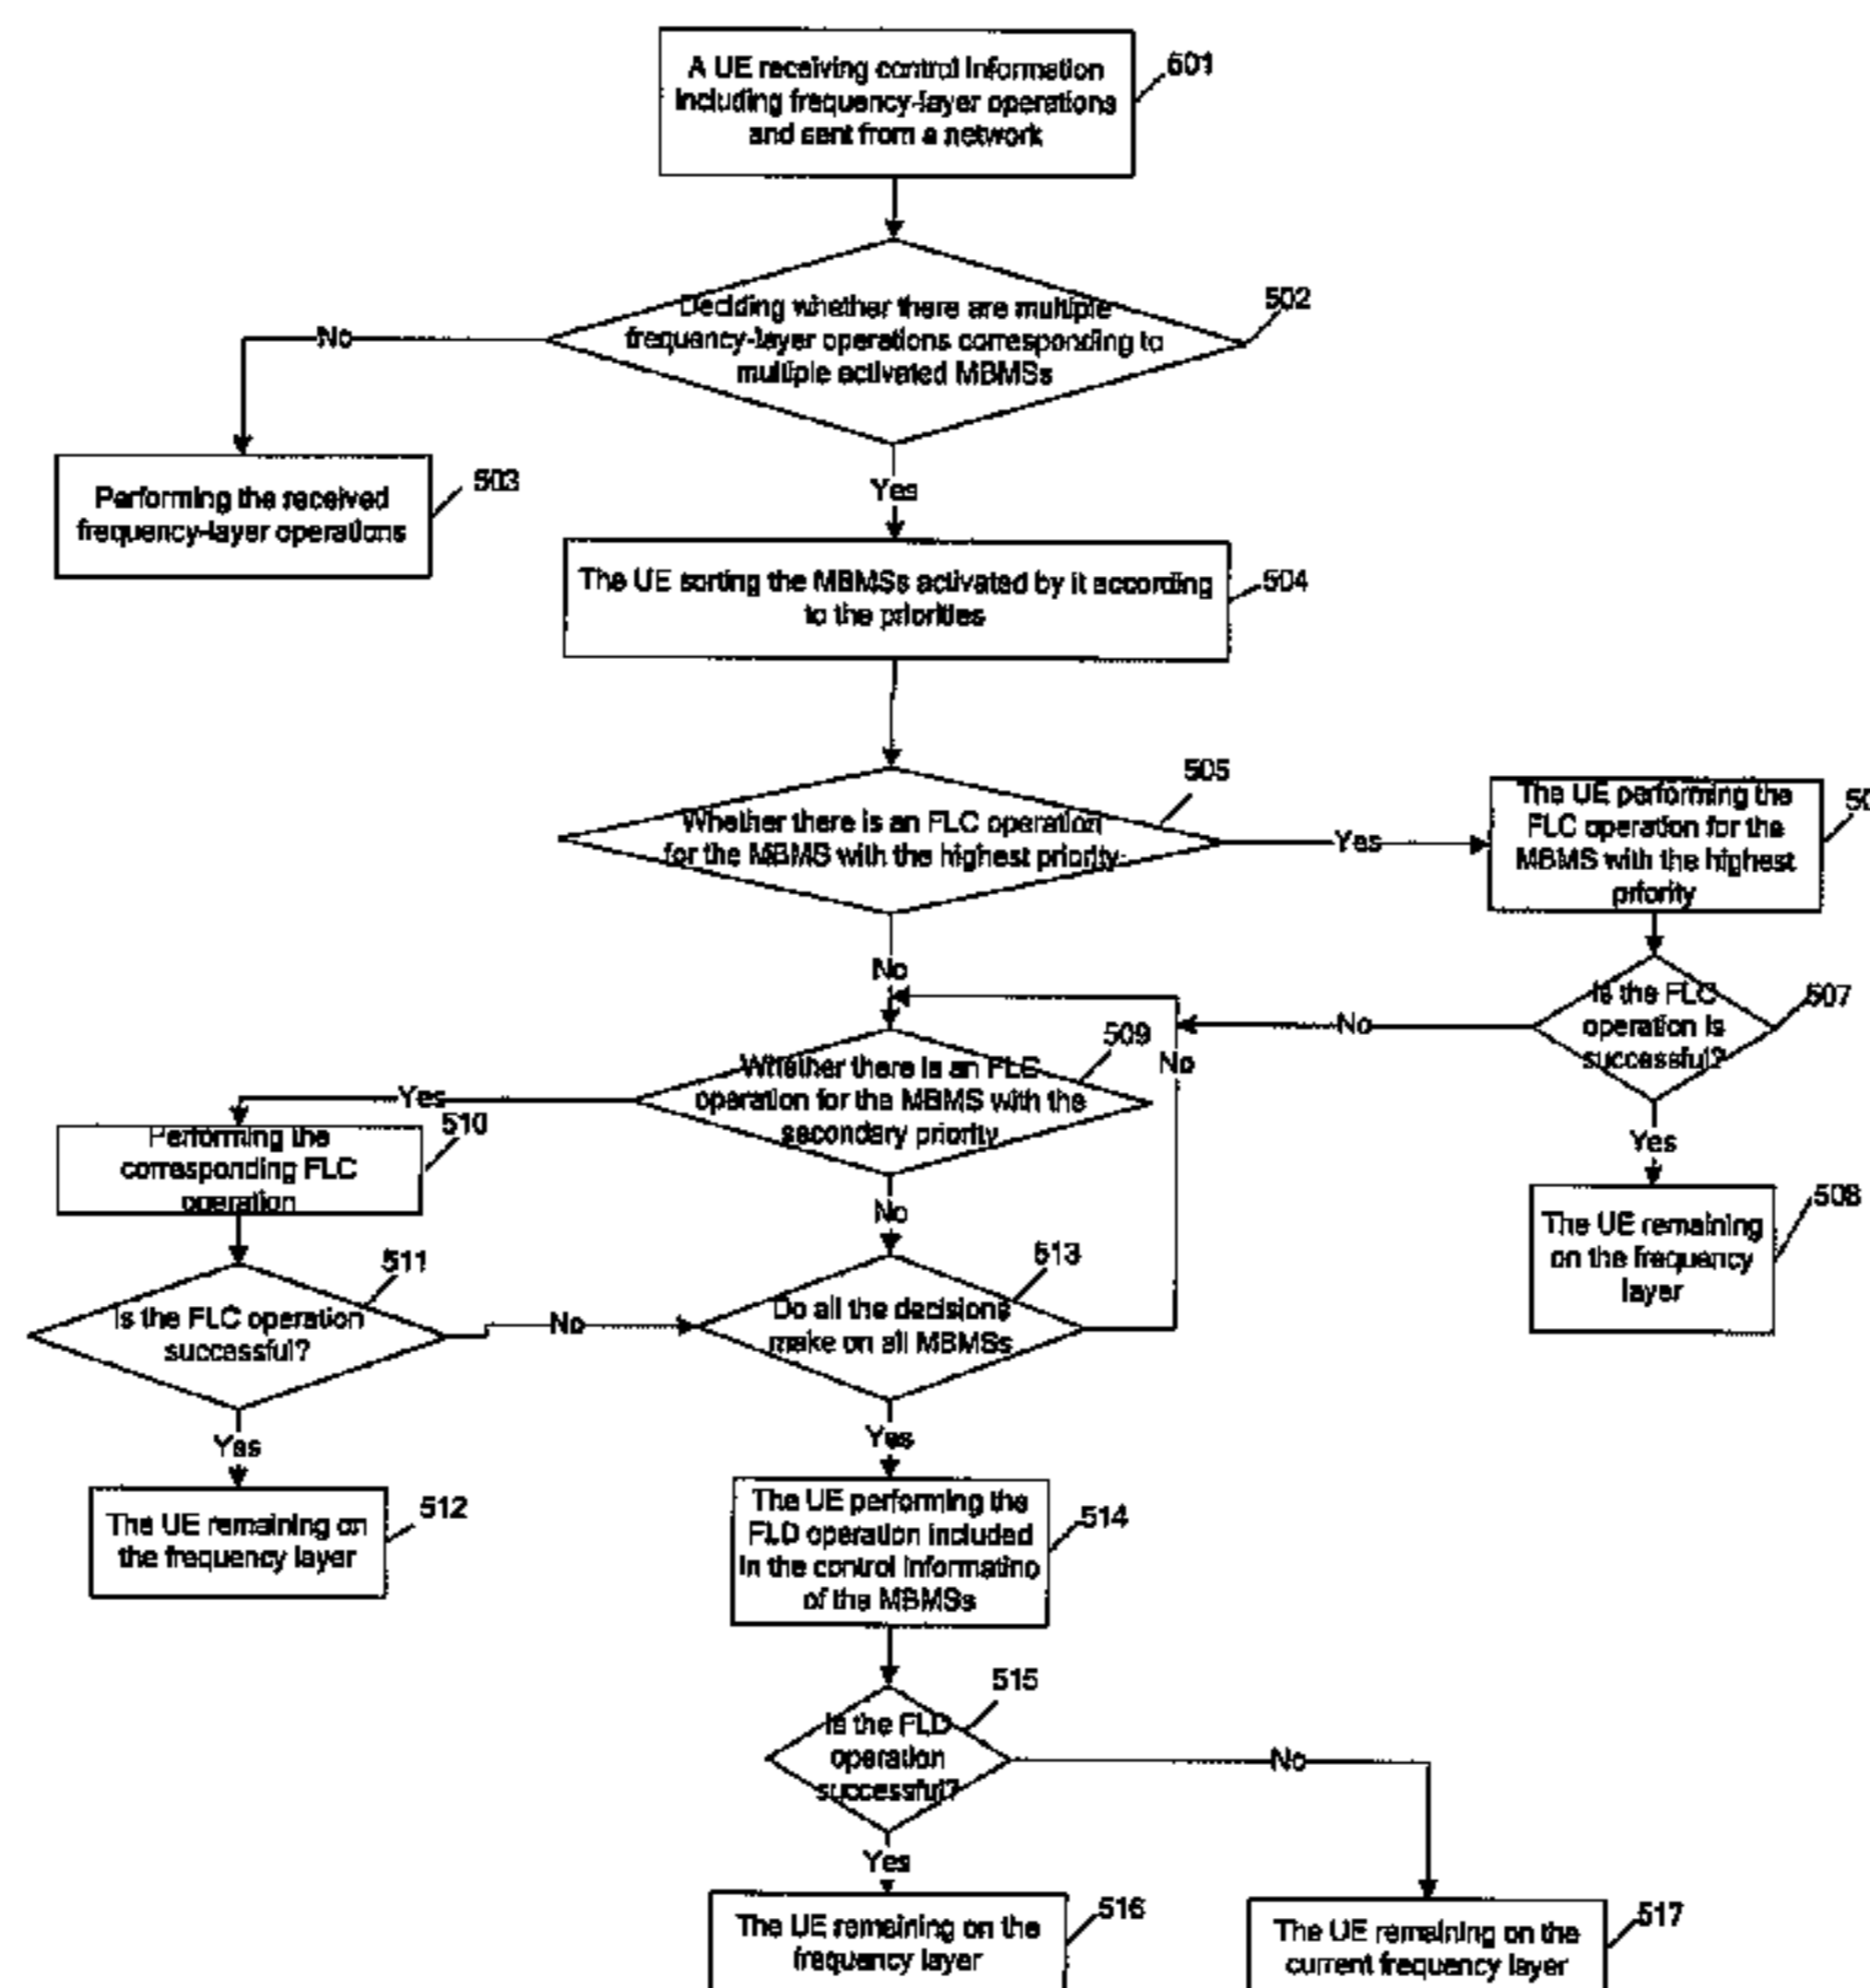 A UE receiving control information
including frequency-layer operations
and sent from a network
501
Deciding whether there are multiple
frequency-layer operations corresponding to
multiple activated MBMSs
502
No
Performing the received
frequency-layer operations
503
Yes
The UE sorting the MBMSs activated by it according
to the priorities
504
Whether there is an FLC operation
for the MBMS with the highest priority
505
Yes
The UE performing the
FLC operation for the
MBMS with the highest
priority
No
Is the FLC
operation is
successful?
507
No
Yes
The UE remaining
on the frequency
layer
508
Whether there is an FLC
operation for the MBMS with the
secondary priority
509
No
Yes
Performing the
corresponding FLC
operation
510
No
Is the FLC operation
successful?
511
No
Do all the decisions
make on all MBMSs
513
Yes
The UE remaining on
the frequency layer
512
Yes
The UE performing the
FLD operation included
in the control informatino
of the MBMSs
514
Is the FLD
operation
successful?
515
No
Yes
The UE remaining on the
frequency layer
516
The UE remaining on the
current frequency layer
517